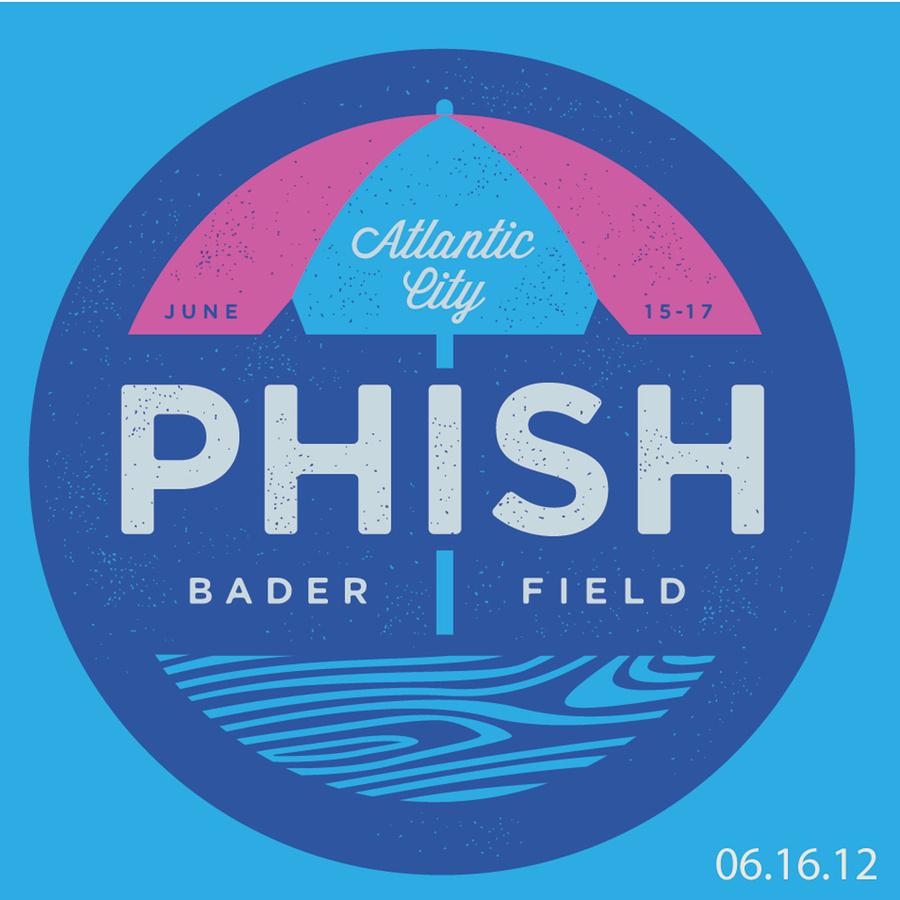 Atlantic
City
JUNE 15-17
PHISH
BADER FIELD
06.16.12